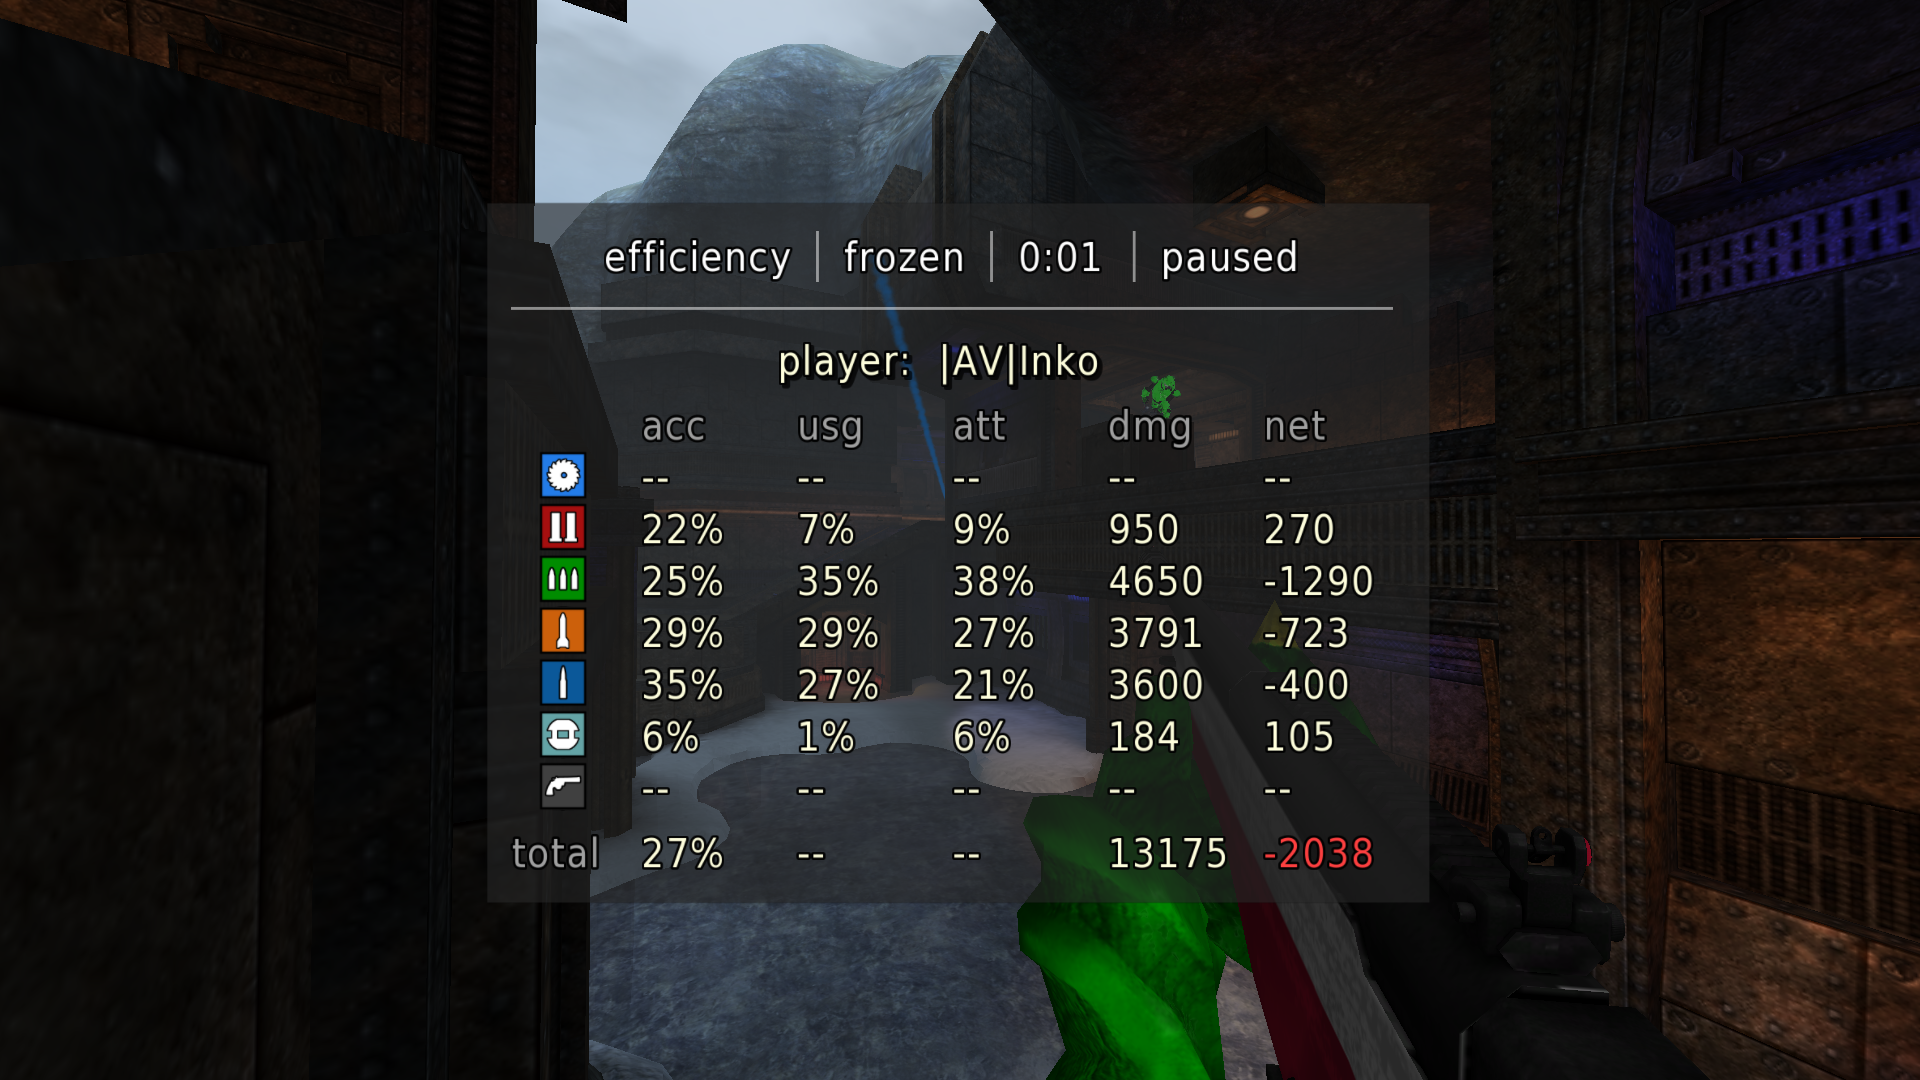 efficiency | frozen | 0:01 | paused
player: |AV|Inko
acc usg att dmg net
-- -- -- -- --
22% 7% 9% 950 270
25% 35% 38% 4650 -1290
29% 29% 27% 3791 -723
35% 27% 21% 3600 -400
6% 1% 6% 184 105
-- -- -- -- --
total 27% -- -- 13175 -2038